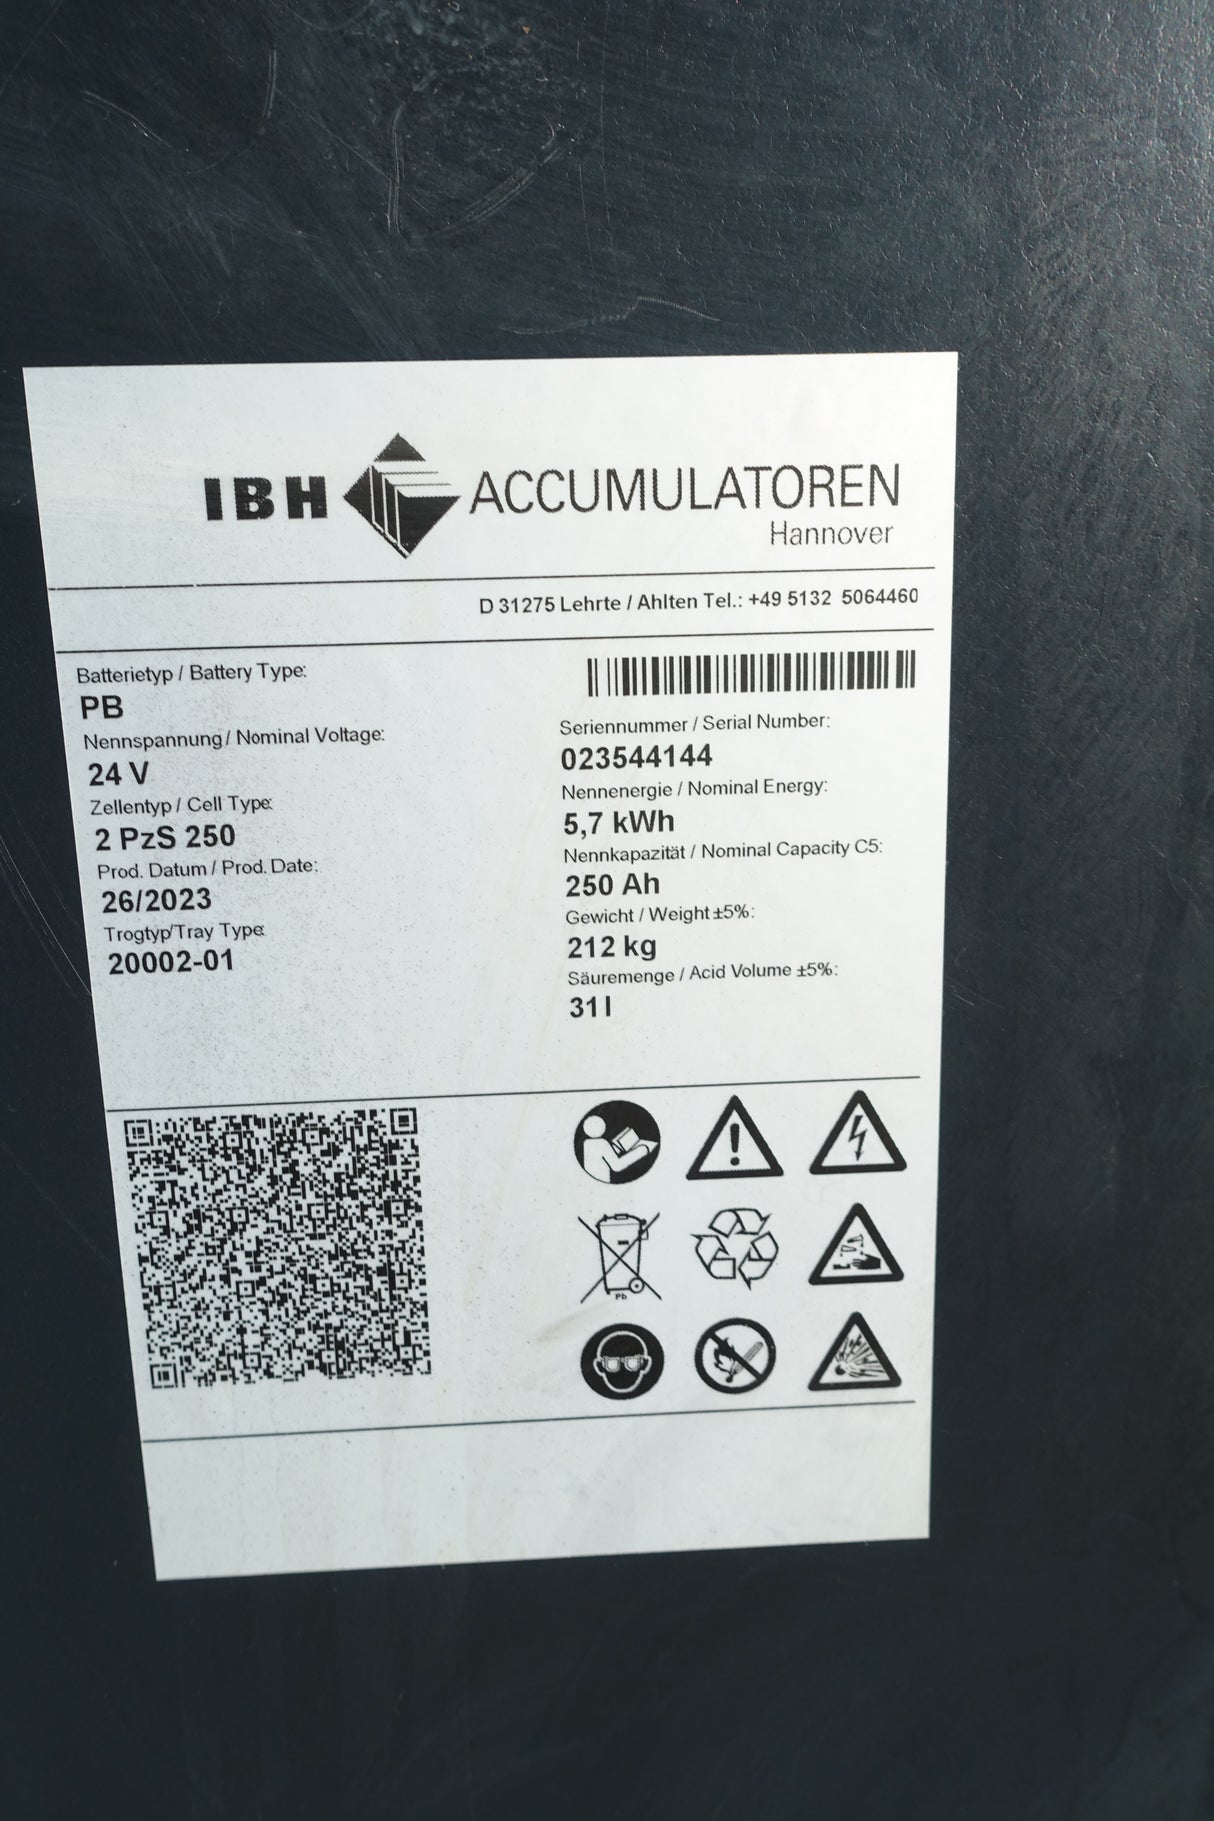 IBH ACCUMULATOREN
Hannover
D 31275 Lehrte / Ahlten Tel.: +49 5132 5064460
Batterietyp / Battery Type:
PB
Nennspannung / Nominal Voltage:
24 V
Zellentyp / Cell Type:
2 PzS 250
Prod. Datum / Prod. Date:
26/2023
Trogtyp/Tray Type:
20002-01
Seriennummer / Serial Number:
023544144
Nennenergie / Nominal Energy:
5,7 kWh
Nennkapazität / Nominal Capacity C5:
250 Ah
Gewicht / Weight ±5%:
212 kg
Säuremenge / Acid Volume ±5%:
31 l
Pb